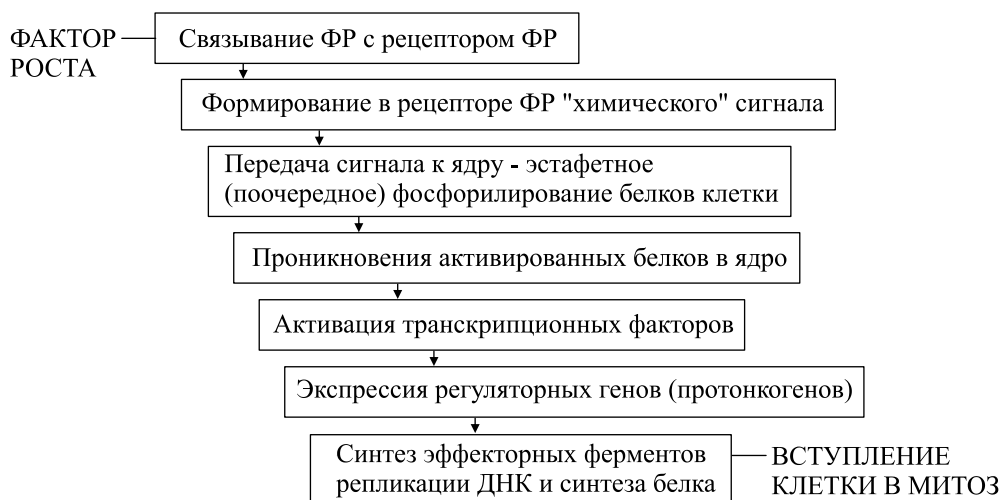 ФАКТОР
РОСТА
Связывание ФР с рецептором ФР
Формирование в рецепторе ФР "химического" сигнала
Передача сигнала к ядру - эстафетное
(поочередное) фосфорилирование белков клетки
Проникновения активированных белков в ядро
Активация транскрипционных факторов
Экспрессия регуляторных генов (протонкогенов)
Синтез эффекторных ферментов
репликации ДНК и синтеза белка
ВСТУПЛЕНИЕ
КЛЕТКИ В МИТОЗ